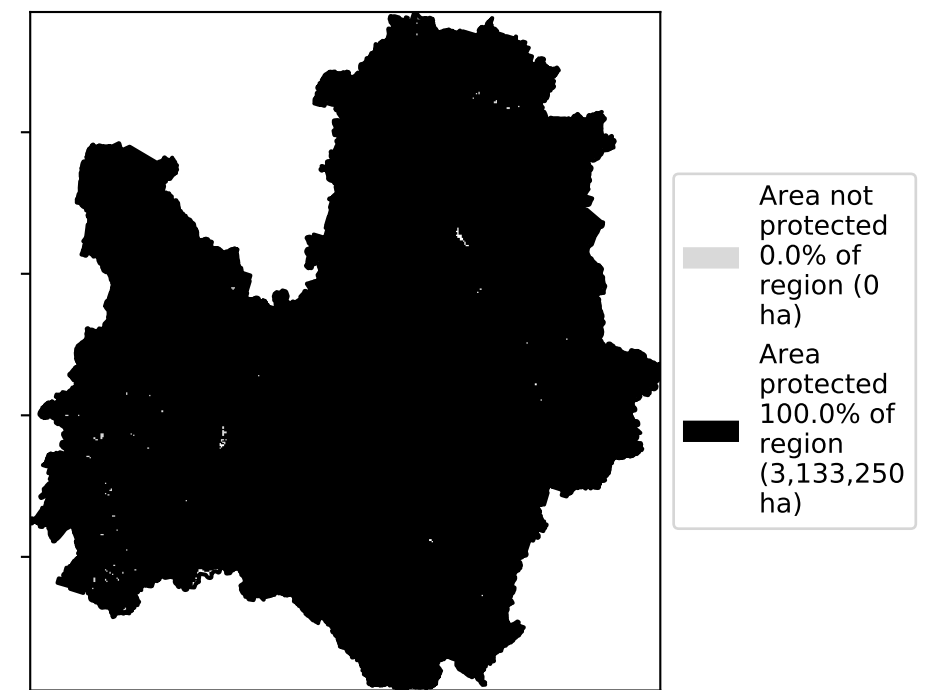 Area not
protected
0.0% of
region (0
ha)
Area
protected
100.0% of
region
(3,133,250
ha)